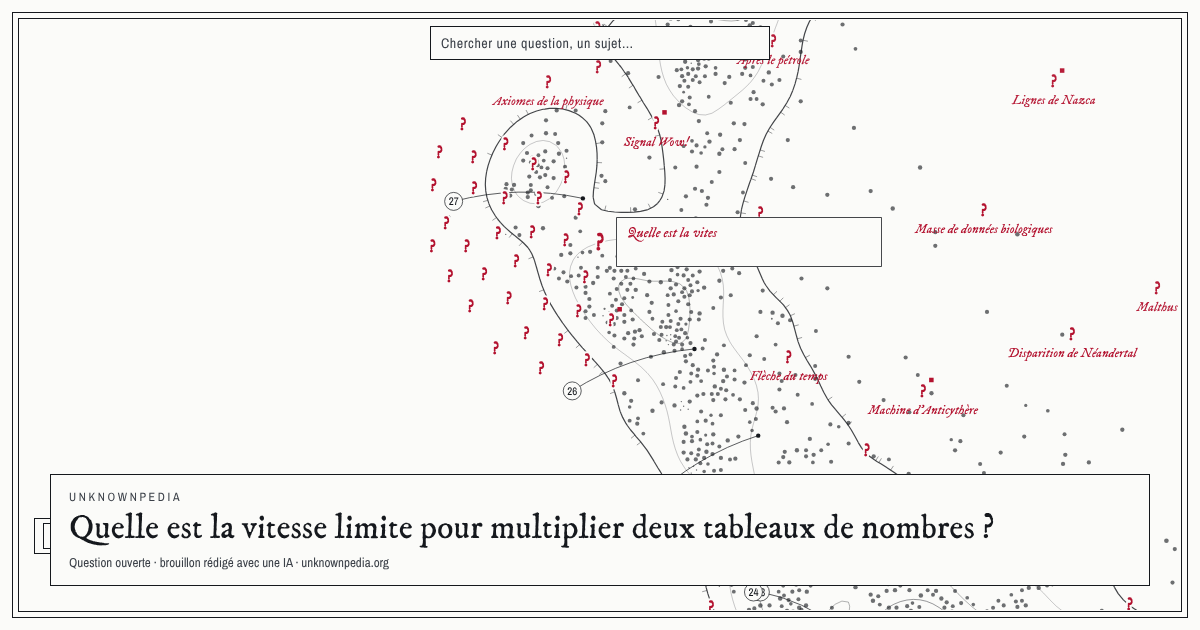 Chercher une question, un sujet...
Après le pétrole
Axiomes de la physique
Lignes de Nazca
Signal Wow!
27
Masse de données biologiques
Quelle est la vites
Malthus
Disparition de Néandertal
Flèche du temps
26
Machine d'Anticythère
UNKNOWNPEDIA
Quelle est la vitesse limite pour multiplier deux tableaux de nombres ?
Question ouverte · brouillon rédigé avec une IA · unknownpedia.org
24